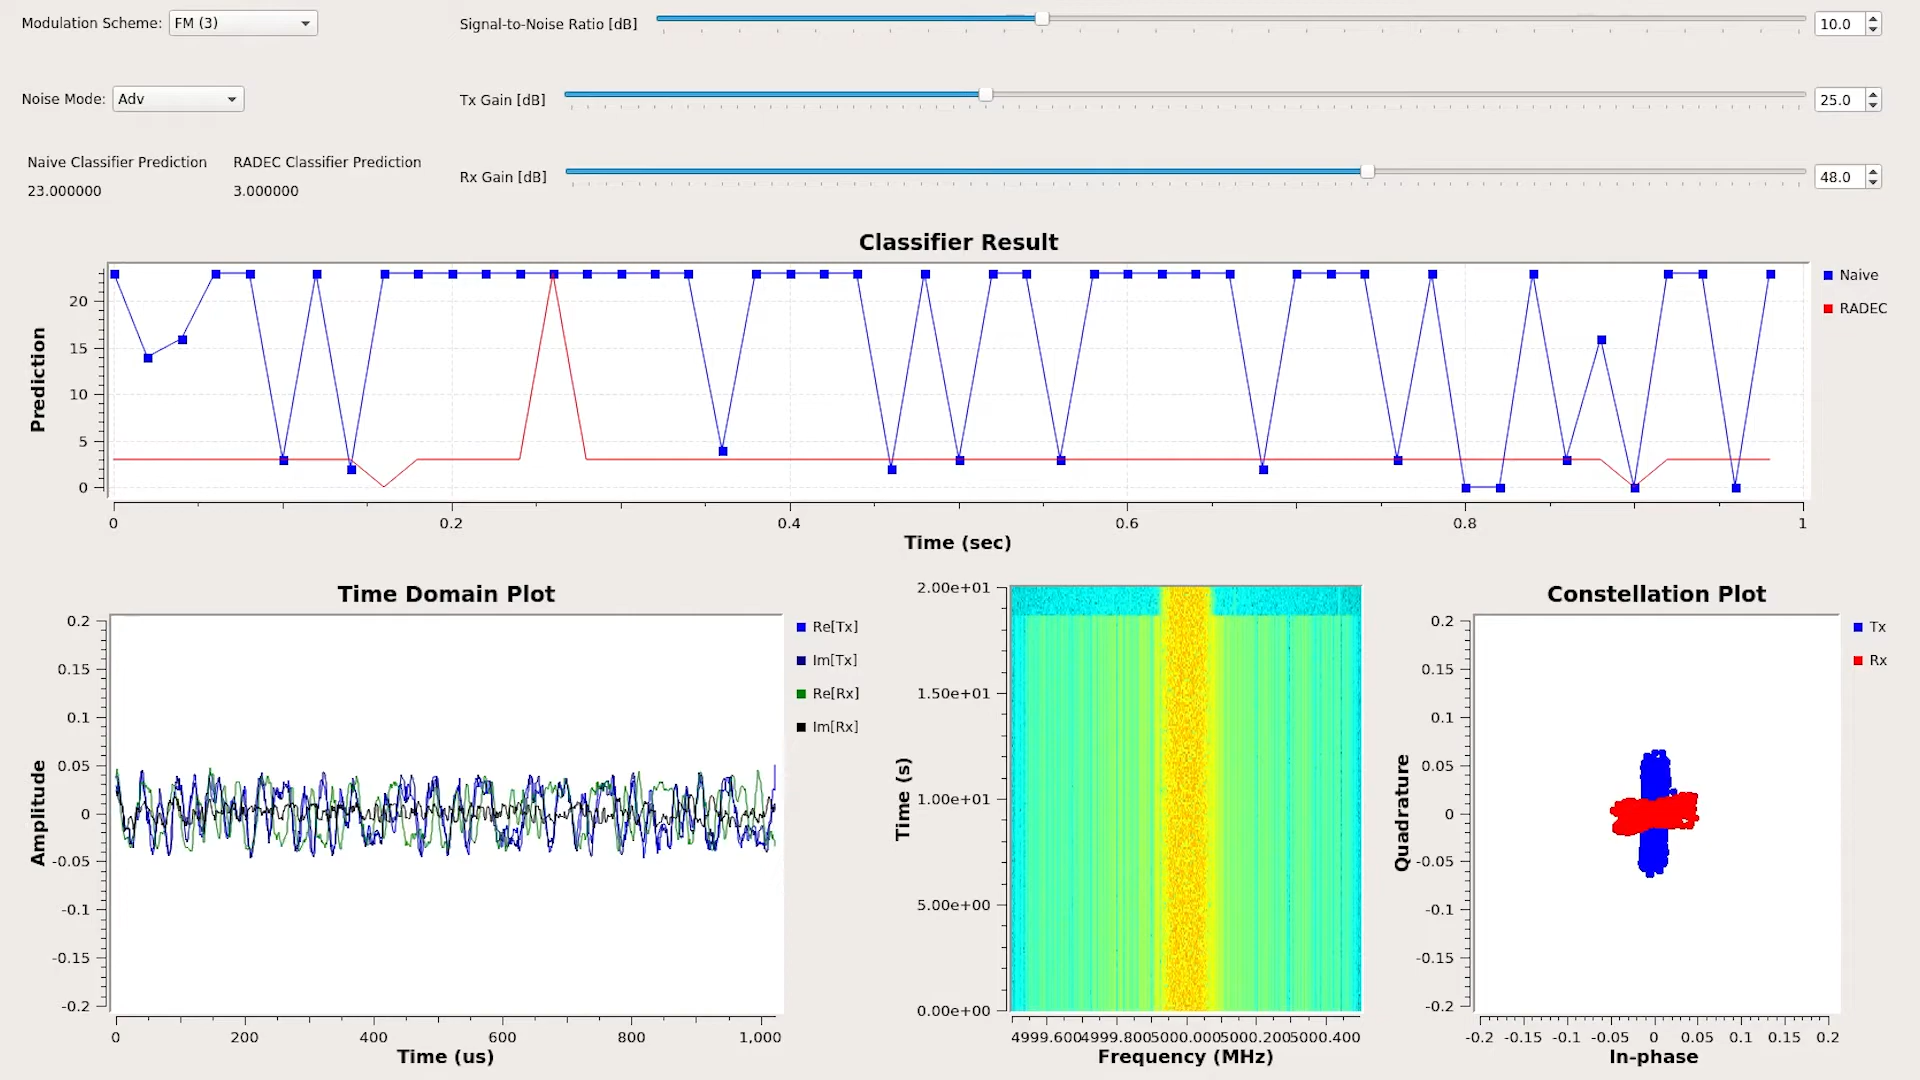 Modulation Scheme: FM (3)
Signal-to-Noise Ratio [dB]
10.0
Noise Mode: Adv
Tx Gain [dB]
25.0
Naive Classifier Prediction
RADEC Classifier Prediction
23.000000
3.000000
Rx Gain [dB]
48.0
Classifier Result
Prediction
20
15
10
5
0
0 0.2 0.4 0.6 0.8 1
Time (sec)
Naive
RADEC
Time Domain Plot
Amplitude
0.2
0.15
0.1
0.05
0
-0.05
-0.1
-0.15
-0.2
0 200 400 600 800 1,000
Time (us)
Re[Tx]
Im[Tx]
Re[Rx]
Im[Rx]
Time (s)
2.00e+01
1.50e+01
1.00e+01
5.00e+00
0.00e+00
4999.6004999.8005000.0005000.2005000.400
Frequency (MHz)
Constellation Plot
Quadrature
0.2
0.15
0.1
0.05
0
-0.05
-0.1
-0.15
-0.2
-0.2 -0.15 -0.1 -0.05 0 0.05 0.1 0.15 0.2
In-phase
Tx
Rx